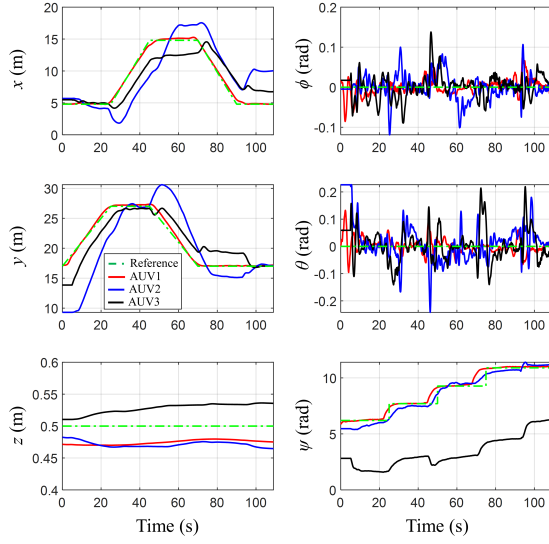 20
15
10
5
0 20 40 60 80 100
x (m)
0.2
0.1
0
-0.1
0 20 40 60 80 100
ϕ (rad)
30
25
20
15
10
0 20 40 60 80 100
y (m)
Reference
AUV1
AUV2
AUV3
0.2
0.1
0
-0.1
-0.2
0 20 40 60 80 100
θ (rad)
0.6
0.55
0.5
0.45
0.4
0 20 40 60 80 100
z (m)
Time (s)
10
5
0
0 20 40 60 80 100
ψ (rad)
Time (s)